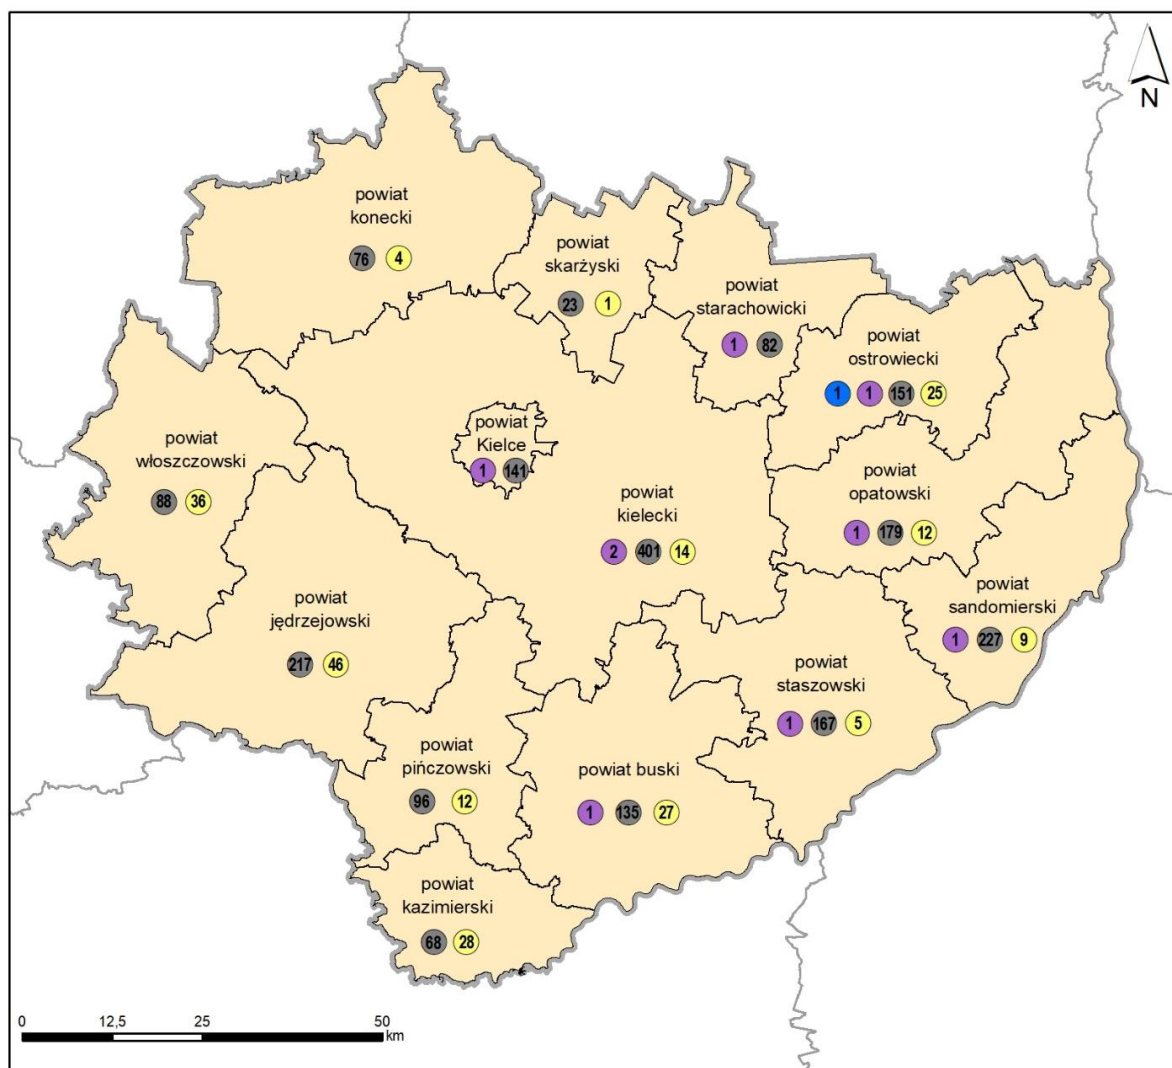 N
powiat
konecki
76 4
powiat
skarżyski
23 1
powiat
starachowicki
1 82
powiat
ostrowiecki
1 1 151 25
powiat
Kielce
1 141
powiat
włoszczowski
88 36
powiat
kielecki
2 401 14
powiat
opatowski
1 179 12
powiat
sandomierski
1 227 9
powiat
jędrzejowski
217 46
powiat
staszowski
1 167 5
powiat
pińczowski
96 12
powiat buski
1 135 27
powiat
kazimierski
68 28
0 12,5 25 50
km